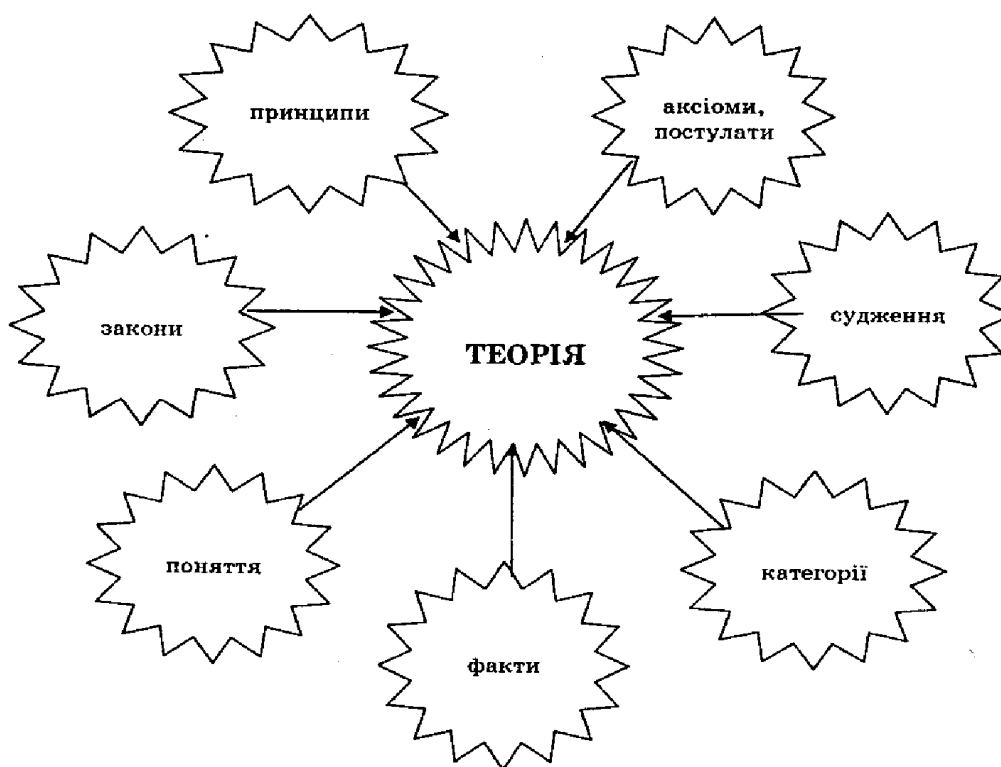 принципи
аксіоми,
постулати
закони
ТЕОРІЯ
судження
поняття
категорії
факти